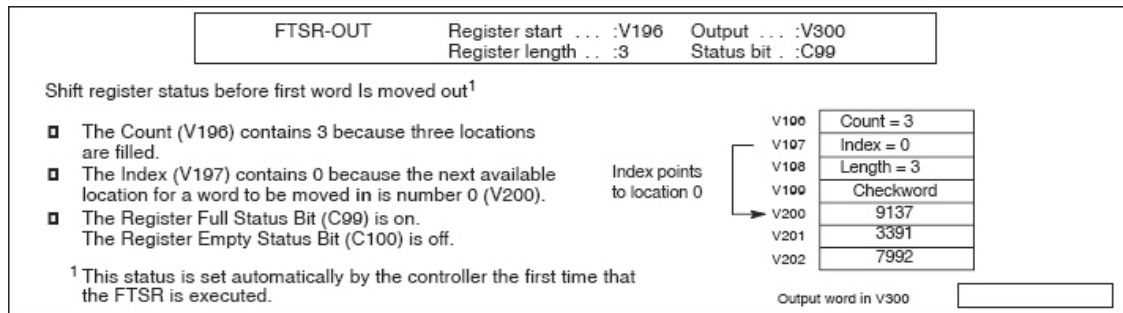 FTSR-OUT Register start ... :V196 Output ... :V300
Register length .. :3 Status bit . :C99
Shift register status before first word Is moved out1
The Count (V196) contains 3 because three locations
are filled.
The Index (V197) contains 0 because the next available
location for a word to be moved in is number 0 (V200).
The Register Full Status Bit (C99) is on.
The Register Empty Status Bit (C100) is off.
1 This status is set automatically by the controller the first time that
the FTSR is executed.
Index points
to location 0
V196 Count = 3
V197 Index = 0
V198 Length = 3
V199 Checkword
V200 9137
V201 3391
V202 7992
Output word in V300